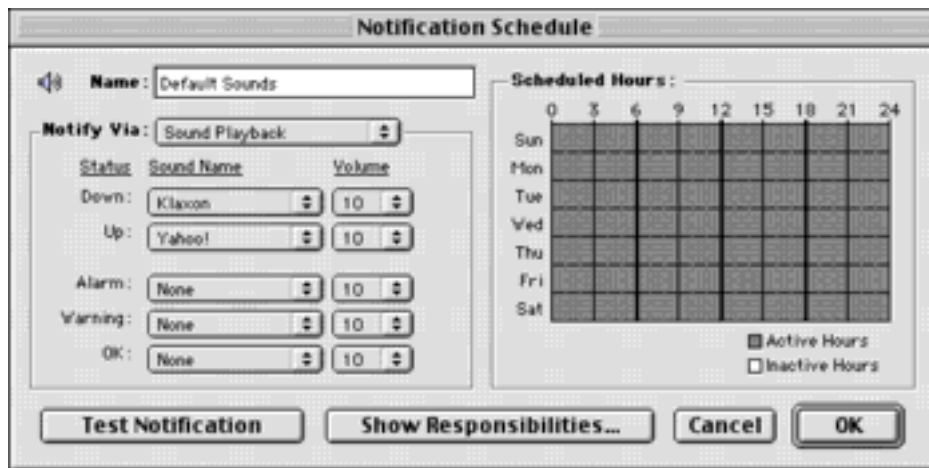 Notification Schedule
Name: Default Sounds
Notify Via: Sound Playback
Status Sound Name Volume
Down: Klaxon 10
Up: Yahoo! 10
Alarm: None 10
Warning: None 10
OK: None 10
Scheduled Hours:
0 3 6 9 12 15 18 21 24
Sun
Mon
Tue
Wed
Thu
Fri
Sat
Active Hours
Inactive Hours
Test Notification Show Responsibilities... Cancel OK